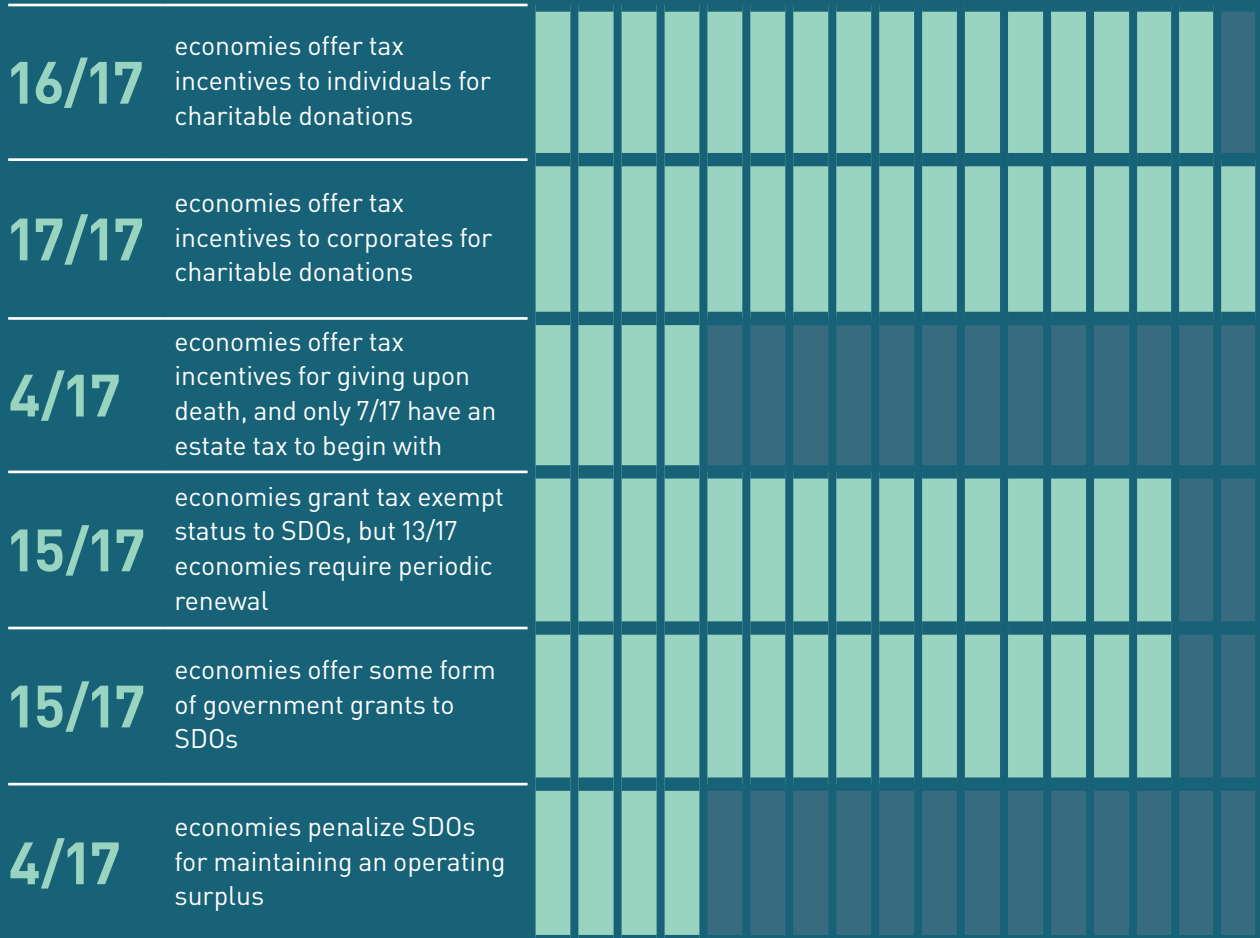 16/17
economies offer tax
incentives to individuals for
charitable donations
17/17
economies offer tax
incentives to corporates for
charitable donations
4/17
economies offer tax
incentives for giving upon
death, and only 7/17 have an
estate tax to begin with
15/17
economies grant tax exempt
status to SDOs, but 13/17
economies require periodic
renewal
15/17
economies offer some form
of government grants to
SDOs
4/17
economies penalize SDOs
for maintaining an operating
surplus